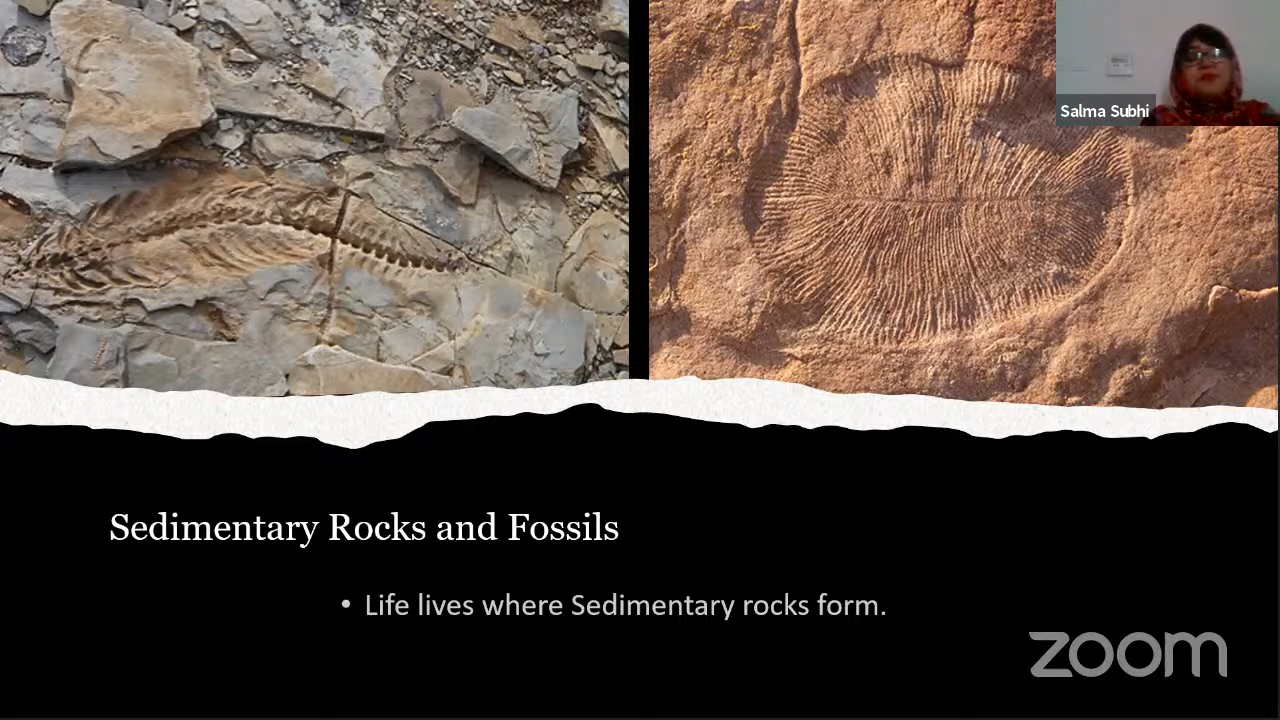 Salma Subhi
Sedimentary Rocks and Fossils
• Life lives where Sedimentary rocks form.
zoom